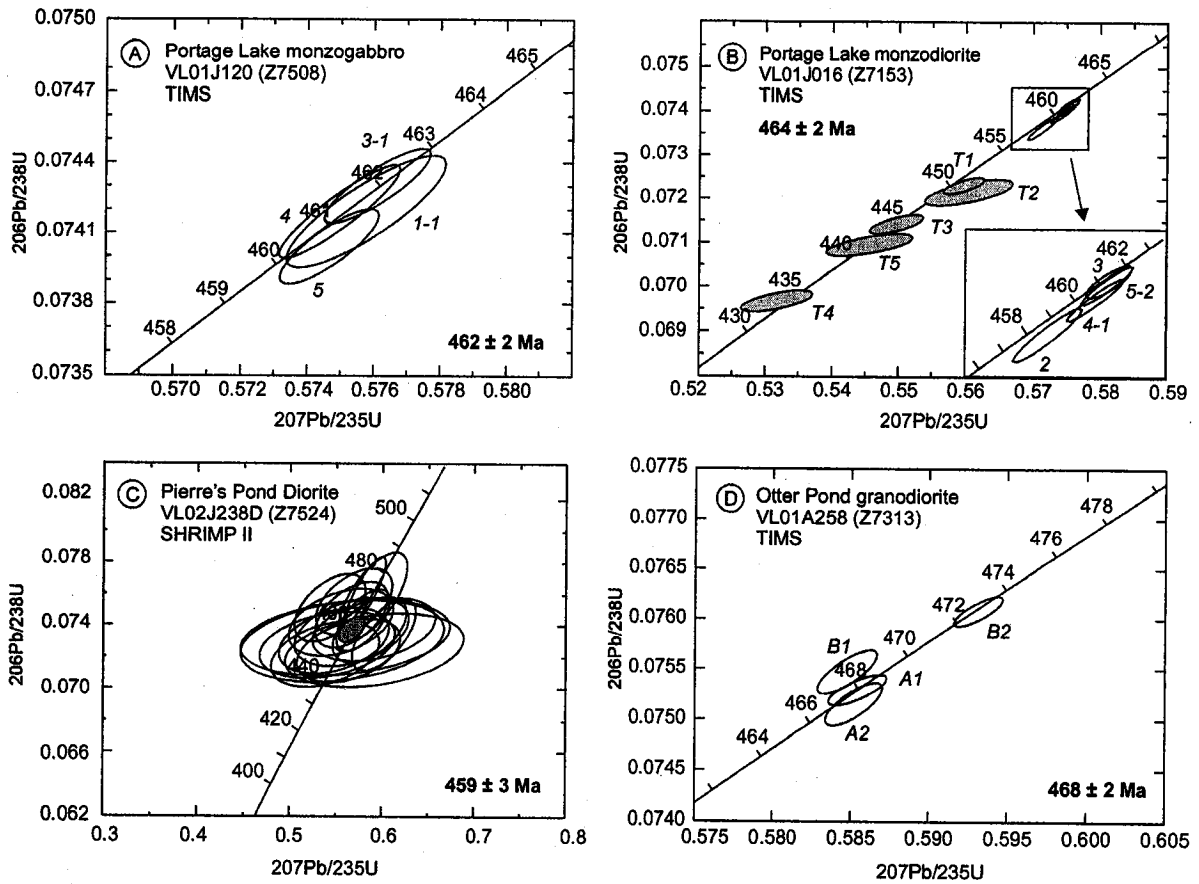 A Portage Lake monzogabbro
VL01J120 (Z7508)
TIMS
465
464
463
3-1
462
461
4
1-1
460
5
459
458
462 ± 2 Ma
0.0750
0.0747
0.0744
0.0741
0.0738
0.0735
206Pb/238U
0.570 0.572 0.574 0.576 0.578 0.580
207Pb/235U
B Portage Lake monzodiorite
VL01J016 (Z7153)
TIMS
464 ± 2 Ma
465
460
455
T1
450
T2
445
T3
440
T5
435
T4
430
462
3
460
5-2
458
4-1
2
0.075
0.074
0.073
0.072
0.071
0.070
0.069
206Pb/238U
0.52 0.53 0.54 0.55 0.56 0.57 0.58 0.59
207Pb/235U
C Pierre's Pond Diorite
VL02J238D (Z7524)
SHRIMP II
500
480
440
420
400
459 ± 3 Ma
0.082
0.078
0.074
0.070
0.066
0.062
206Pb/238U
0.3 0.4 0.5 0.6 0.7 0.8
207Pb/235U
D Otter Pond granodiorite
VL01A258 (Z7313)
TIMS
478
476
474
472
B2
470
B1
468
A1
466
A2
464
468 ± 2 Ma
0.0775
0.0770
0.0765
0.0760
0.0755
0.0750
0.0745
0.0740
206Pb/238U
0.575 0.580 0.585 0.590 0.595 0.600 0.605
207Pb/235U